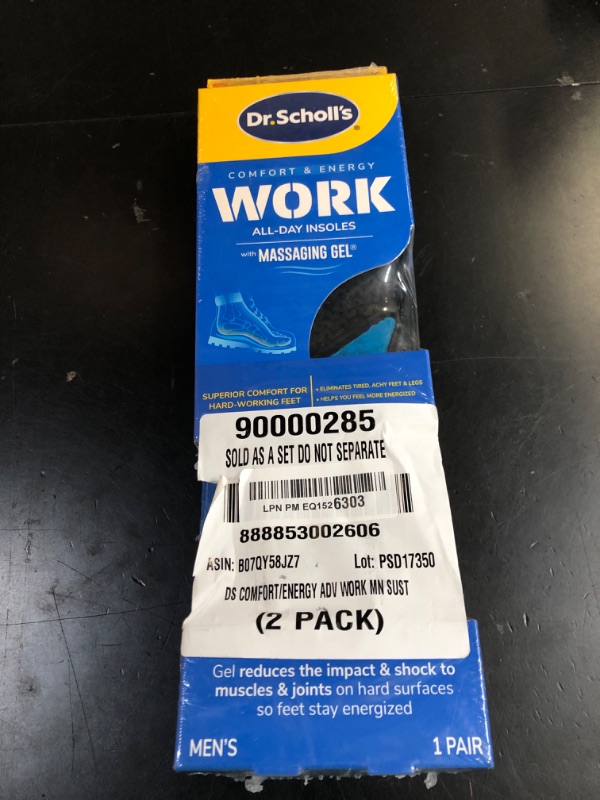 Dr.Scholl's®
COMFORT & ENERGY
WORK
ALL-DAY INSOLES
with MASSAGING GEL®
SUPERIOR COMFORT FOR
HARD-WORKING FEET
• ELIMINATES TIRED, ACHY FEET & LEGS
• HELPS YOU FEEL MORE ENERGIZED
90000285
SOLD AS A SET DO NOT SEPARATE
LPN PM EQ1526303
888853002606
ASIN: B07QY58JZ7 Lot: PSD17350
DS COMFORT/ENERGY ADV WORK MN SUST
(2 PACK)
Gel reduces the impact & shock to
muscles & joints on hard surfaces
so feet stay energized
MEN'S 1 PAIR